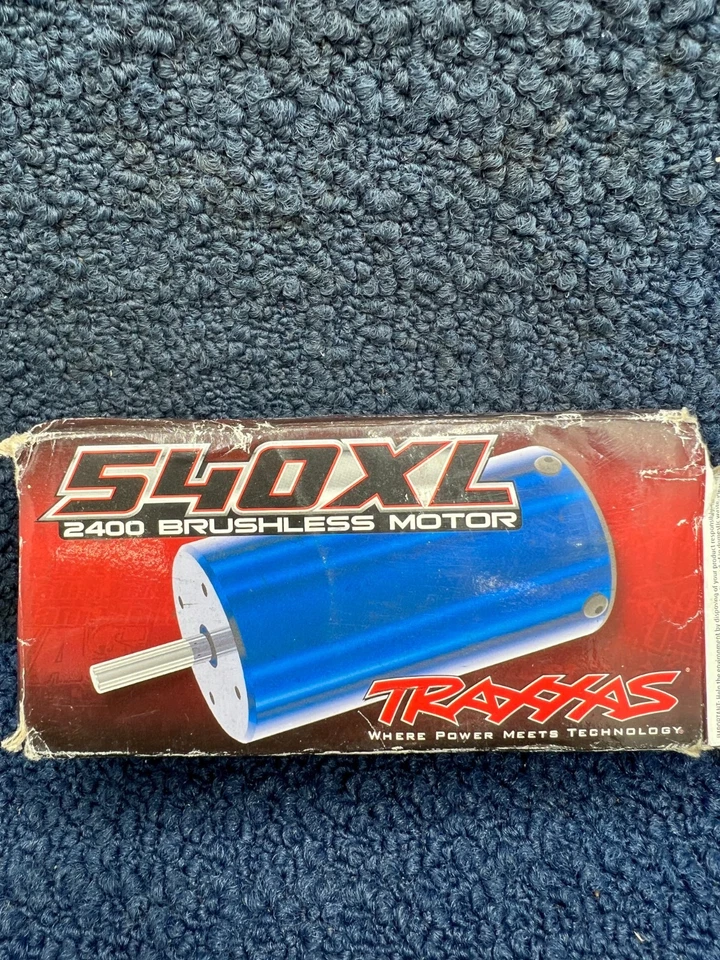 540XL
2400 BRUSHLESS MOTOR
TRAXXAS®
WHERE POWER MEETS TECHNOLOGY